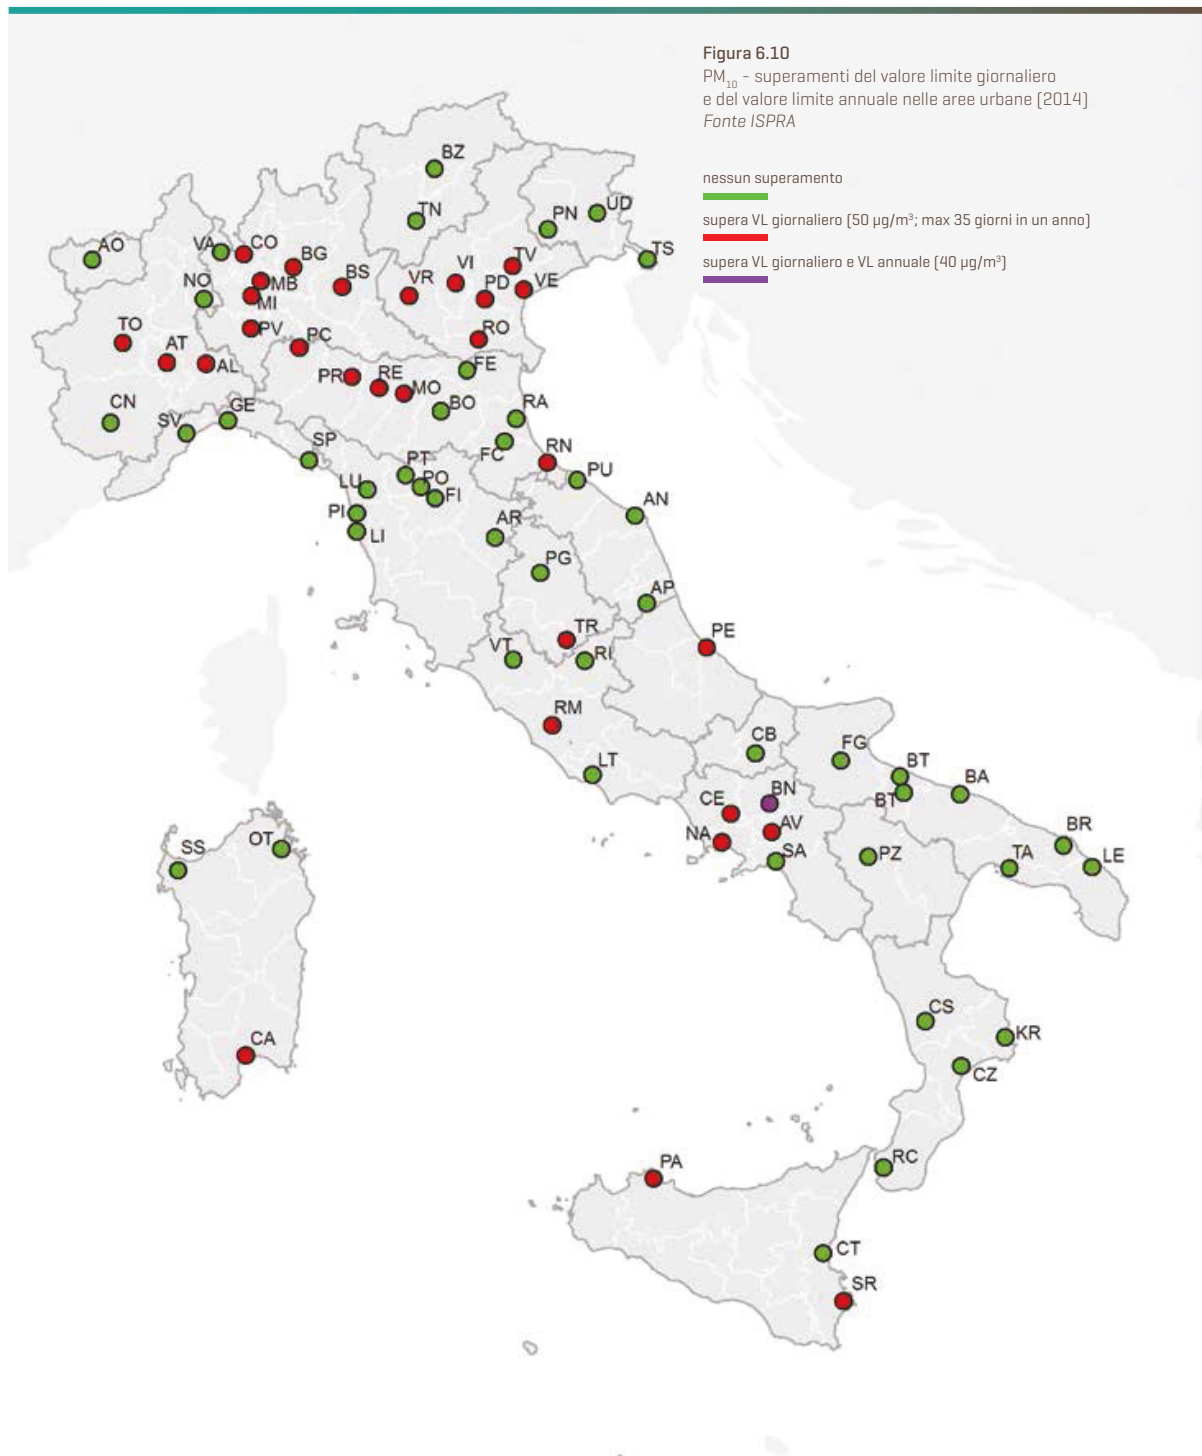 Figura 6.10
PM10 - superamenti del valore limite giornaliero
e del valore limite annuale nelle aree urbane (2014)
Fonte ISPRA
nessun superamento
supera VL giornaliero (50 µg/m³; max 35 giorni in un anno)
supera VL giornaliero e VL annuale (40 µg/m³)
BZ
TN
PN
UD
AO
VA
CO
BG
TV
TS
NO
MB
BS
VR
VI
PD
VE
MI
TO
AT
PV
PC
RO
AL
PR
RE
MO
FE
CN
SV
GE
BO
RA
SP
FC
RN
PT
PU
LU
PO
FI
PI
LI
AR
AN
PG
AP
TR
PE
VT
RI
RM
CB
FG
LT
BT
BN
BT
BA
CE
AV
NA
SA
PZ
BR
TA
LE
SS
OT
CS
KR
CA
CZ
PA
RC
CT
SR